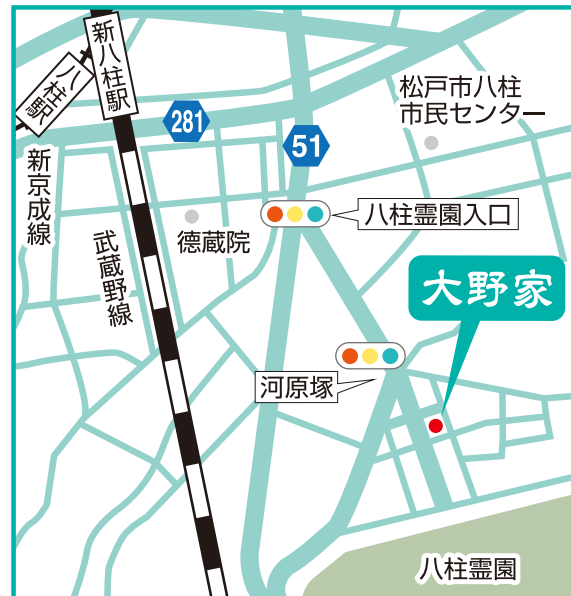 新八柱駅
八柱駅
281
51
松戸市八柱
市民センター
新京成線
武蔵野線
徳蔵院
八柱霊園入口
大野家
河原塚
八柱霊園